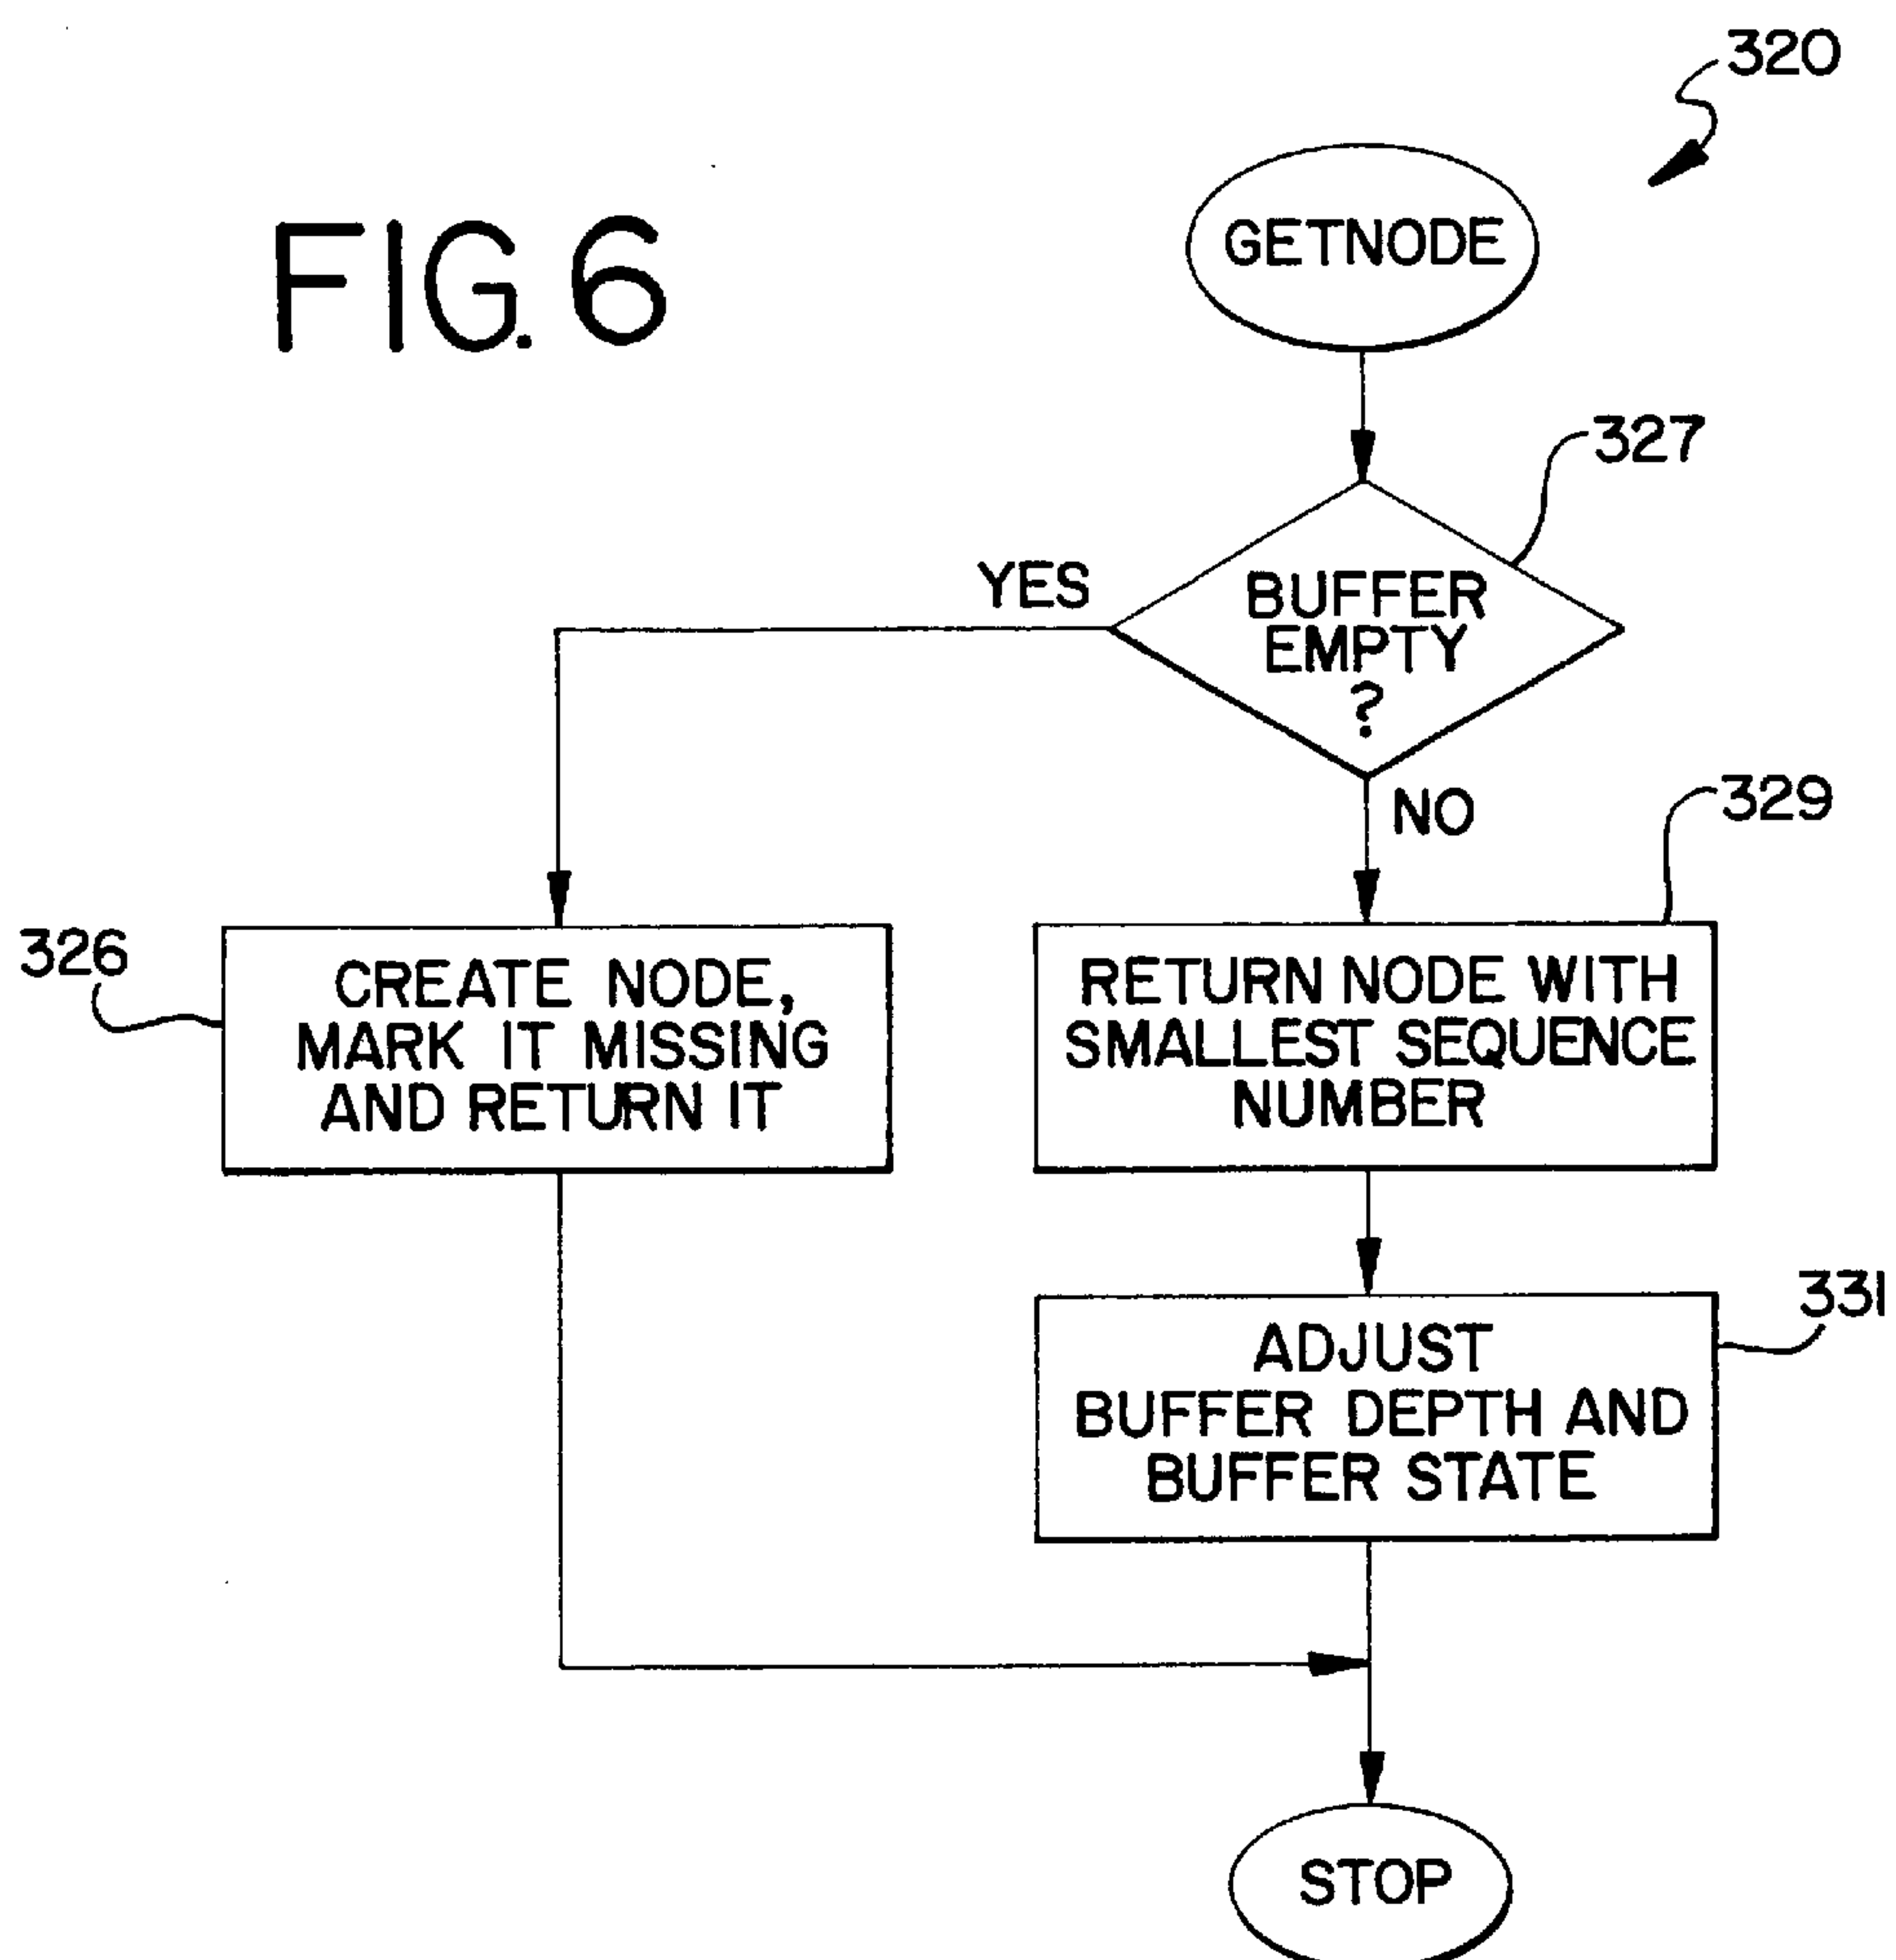 320
FIG. 6
GETNODE
327
YES
BUFFER
EMPTY
?
NO
329
326
CREATE NODE,
MARK IT MISSING
AND RETURN IT
RETURN NODE WITH
SMALLEST SEQUENCE
NUMBER
331
ADJUST
BUFFER DEPTH AND
BUFFER STATE
STOP